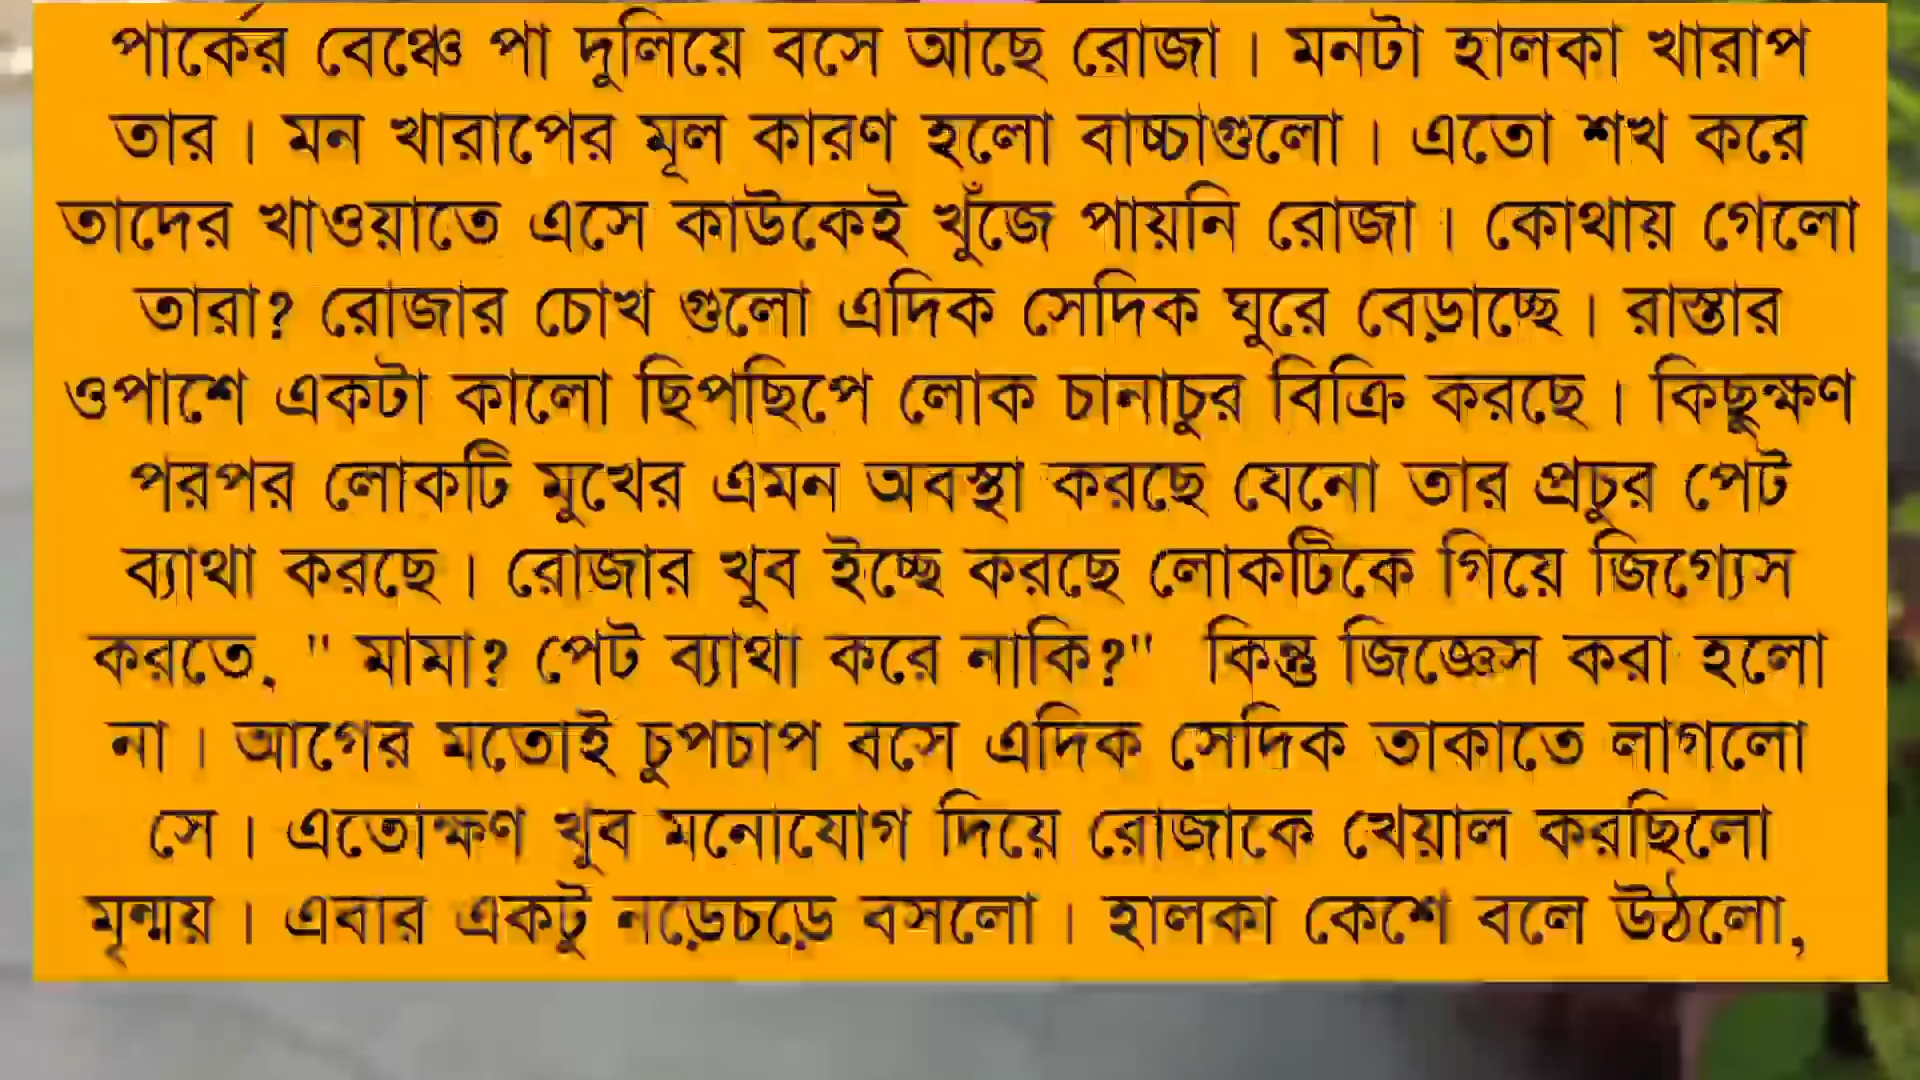 পার্কের বেঞ্চে পা দুলিয়ে বসে আছে রোজা। মনটা হালকা খারাপ
তার। মন খারাপের মূল কারণ হলো বাচ্চাগুলো। এতো শখ করে
তাদের খাওয়াতে এসে কাউকেই খুঁজে পায়নি রোজা। কোথায় গেলো
তারা? রোজার চোখ গুলো এদিক সেদিক ঘুরে বেড়াচ্ছে। রাস্তার
ওপাশে একটা কালো ছিপছিপে লোক চানাচুর বিক্রি করছে। কিছুক্ষণ
পরপর লোকটি মুখের এমন অবস্থা করছে যেনো তার প্রচুর পেট
ব্যাথা করছে। রোজার খুব ইচ্ছে করছে লোকটিকে গিয়ে জিগ্যেস
করতে, " মামা? পেট ব্যাথা করে নাকি?" কিন্তু জিজ্ঞেস করা হলো
না। আগের মতোই চুপচাপ বসে এদিক সেদিক তাকাতে লাগলো
সে। এতোক্ষণ খুব মনোযোগ দিয়ে রোজাকে খেয়াল করছিলো
মৃন্ময়। এবার একটু নড়েচড়ে বসলো। হালকা কেশে বলে উঠলো,